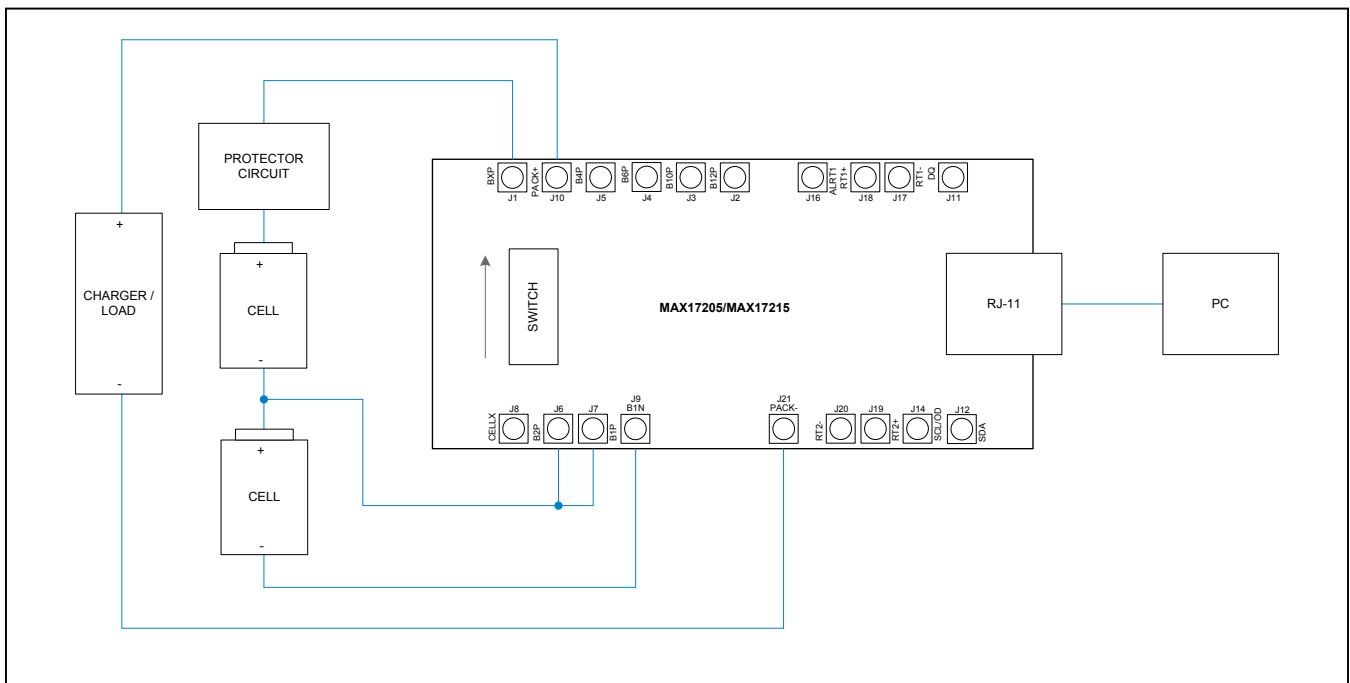 PROTECTOR
CIRCUIT
BXP
J1
PACK+
J10
B4P
J5
B6P
J4
B10P
J3
B12P
J2
J16
ALRT1
RT1+
J18
J17
RT1-
DQ
J11
+
CHARGER /
LOAD
-
+
CELL
-
SWITCH
MAX17205/MAX17215
RJ-11
PC
CELLX
J8
J6
B2P
J7
B1P
J9
B1N
J21
PACK-
RT2-
J20
J19
RT2+
J14
SCL/OD
J12
SDA
+
CELL
-